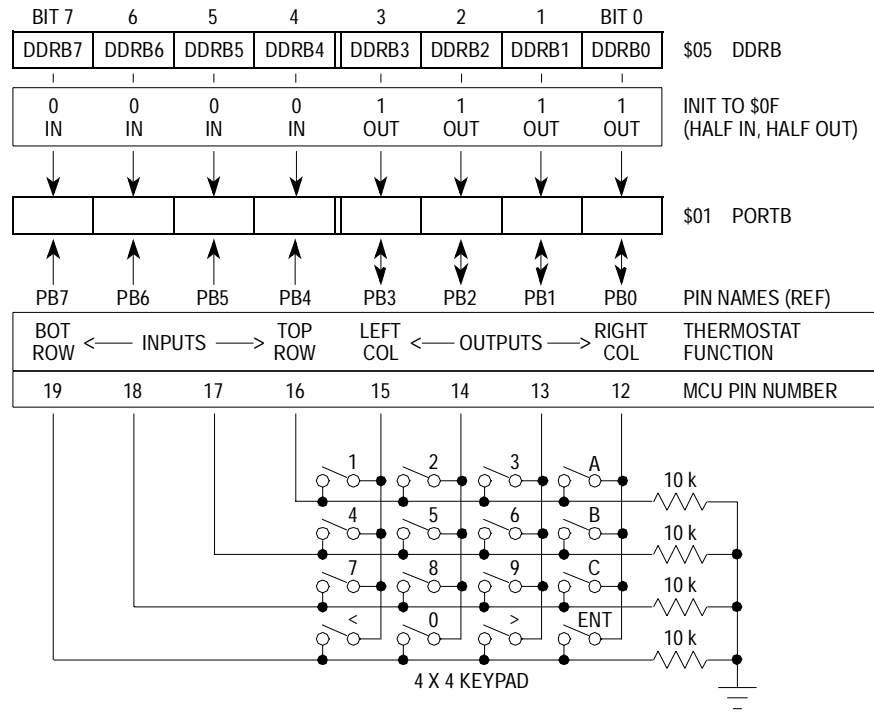 BIT 7 6 5 4 3 2 1 BIT 0
DDRB7 DDRB6 DDRB5 DDRB4 DDRB3 DDRB2 DDRB1 DDRB0 $05 DDRB
0 0 0 0 1 1 1 1 INIT TO $0F
IN IN IN IN OUT OUT OUT OUT (HALF IN, HALF OUT)
$01 PORTB
PB7 PB6 PB5 PB4 PB3 PB2 PB1 PB0 PIN NAMES (REF)
BOT ROW <—— INPUTS ——> TOP ROW LEFT COL <—— OUTPUTS ——> RIGHT COL THERMOSTAT FUNCTION
19 18 17 16 15 14 13 12 MCU PIN NUMBER
1 2 3 A 10 k
4 5 6 B 10 k
7 8 9 C 10 k
< 0 > ENT 10 k
4 X 4 KEYPAD